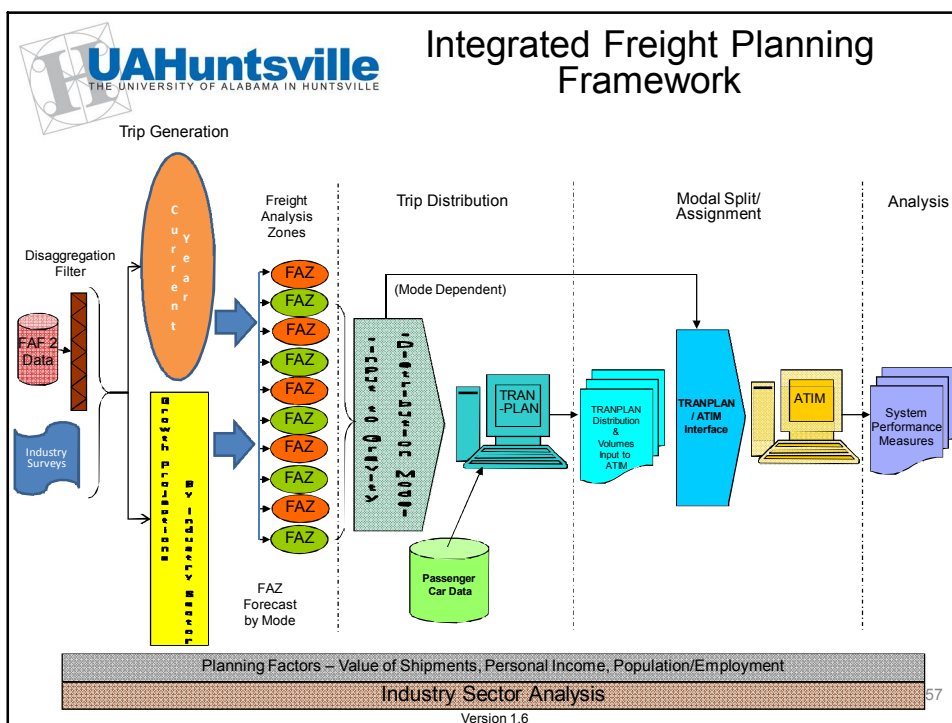 UAHuntsville
THE UNIVERSITY OF ALABAMA IN HUNTSVILLE
Integrated Freight Planning
Framework
Trip Generation
Disaggregation
Filter
FAF 2
Data
Industry
Surveys
Current
Year
Growth Projections
By Industry Sector
Freight
Analysis
Zones
FAZ
FAZ
FAZ
FAZ
FAZ
FAZ
FAZ
FAZ
FAZ
FAZ
FAZ
Forecast
by Mode
Trip Distribution
(Mode Dependent)
-Input to Gravity
-Distribution Model-
TRAN
-PLAN
Passenger
Car Data
TRANPLAN
Distribution
&
Volumes
Input to
ATIM
Modal Split/
Assignment
TRANPLAN
/ ATIM
Interface
ATIM
Analysis
System
Performance
Measures
Planning Factors – Value of Shipments, Personal Income, Population/Employment
Industry Sector Analysis
Version 1.6
57